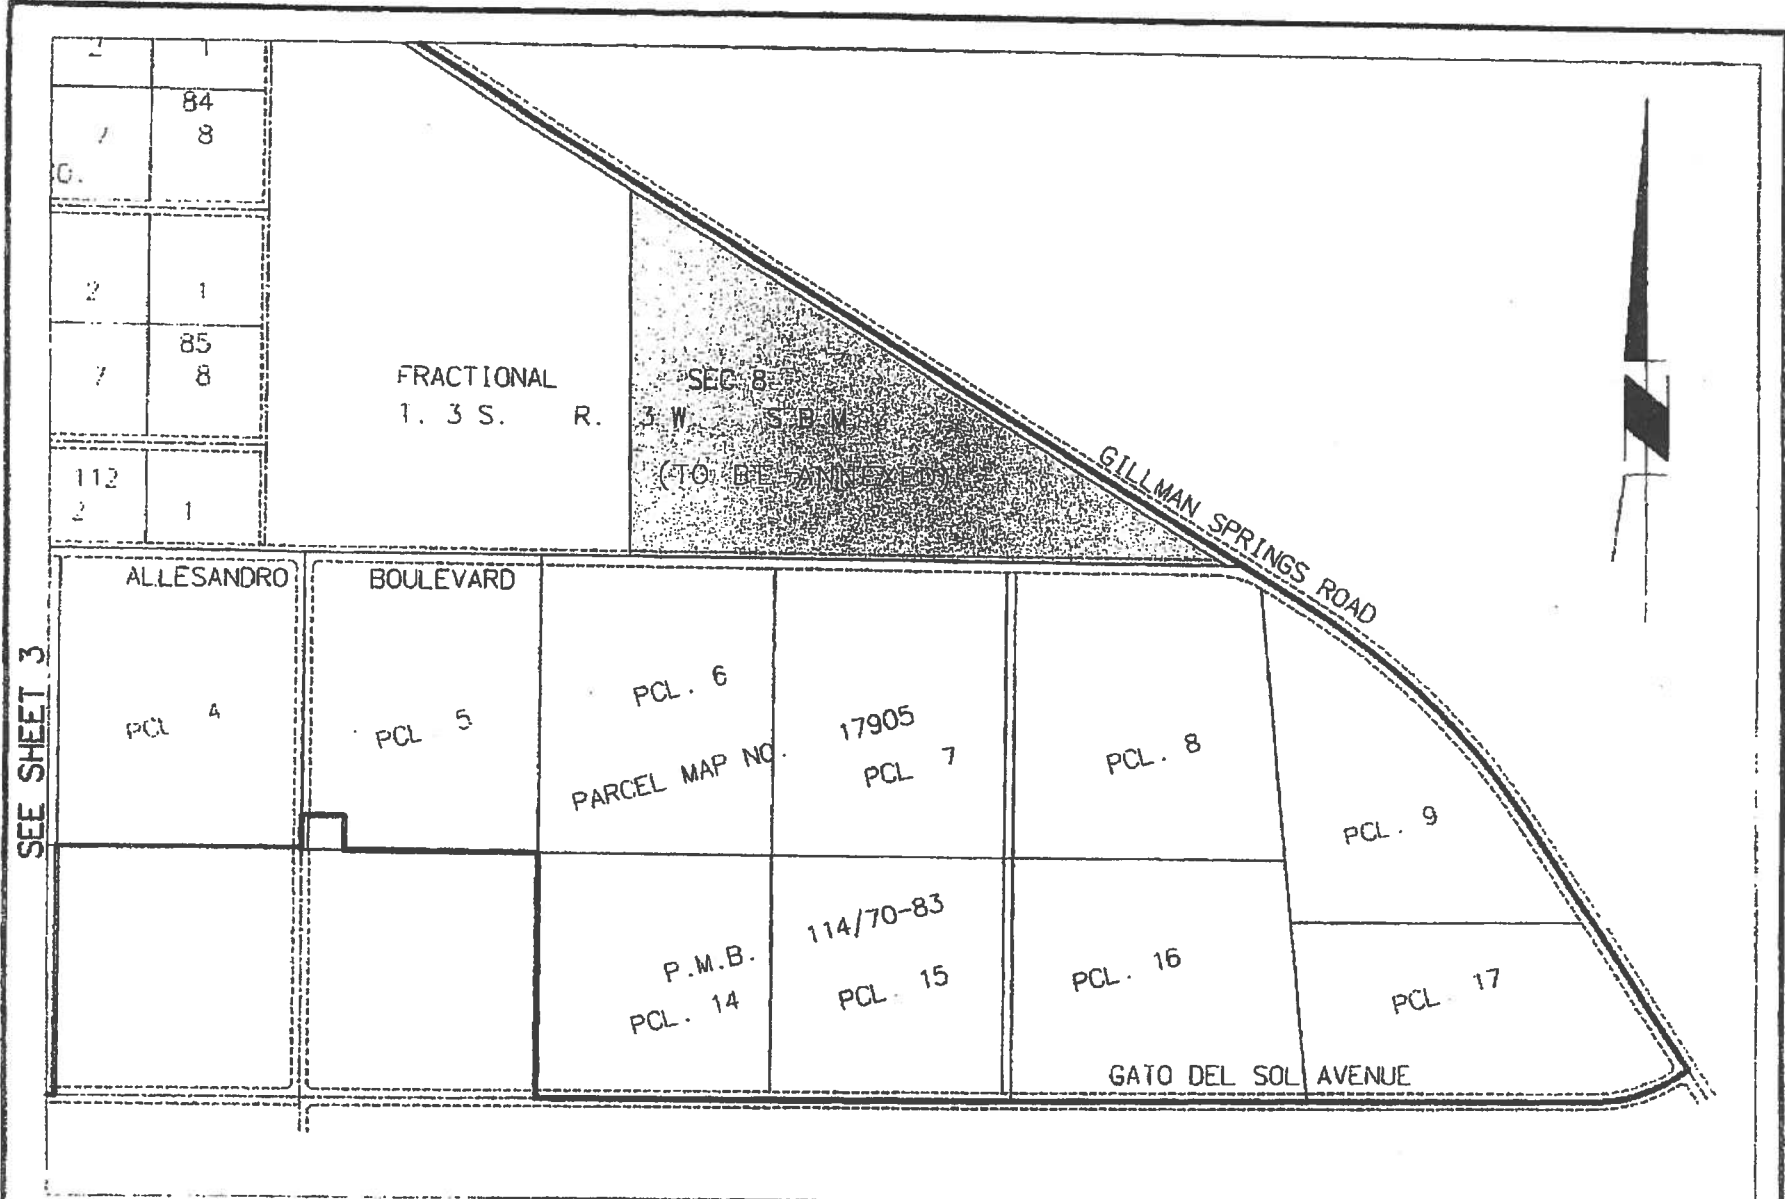 2 1
84
7 8
O.
2 1
85
7 8
112
2 1
FRACTIONAL SEC 8
T. 3 S. R. 3 W. S B M
(TO BE ANNEXED)
GILLMAN SPRINGS ROAD
N
ALLESANDRO BOULEVARD
SEE SHEET 3
PCL 4
PCL 5
PCL. 6
PARCEL MAP NO. 17905
PCL 7
PCL. 8
PCL. 9
P.M.B. 114/70-83
PCL. 14
PCL. 15
PCL. 16
PCL 17
GATO DEL SOL AVENUE